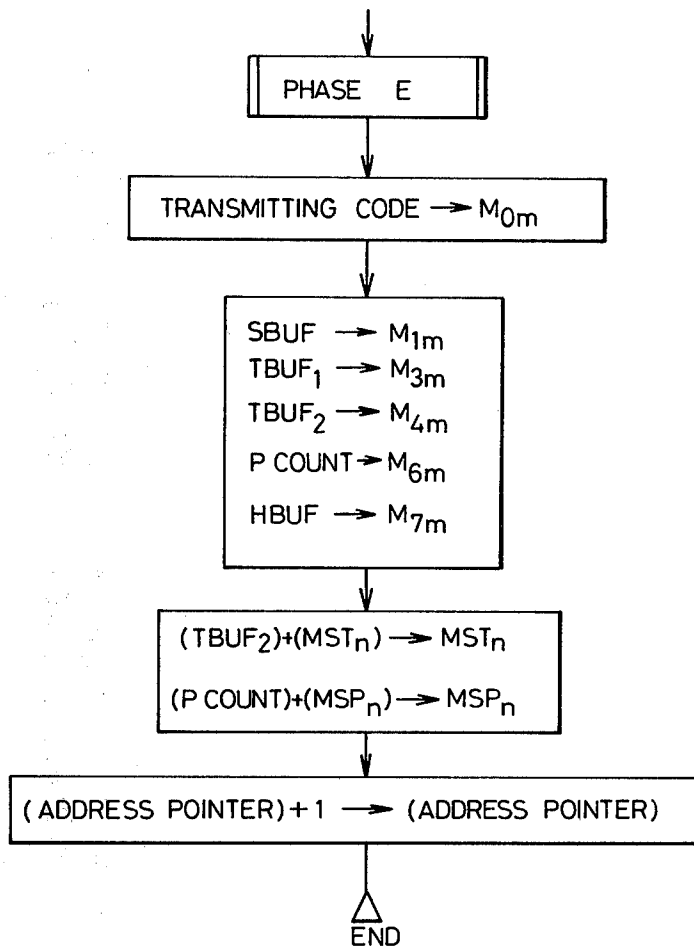 PHASE E
TRANSMITTING CODE → M0m
SBUF → M1m
TBUF1 → M3m
TBUF2 → M4m
P COUNT → M6m
HBUF → M7m
(TBUF2)+(MSTn) → MSTn
(P COUNT)+(MSPn) → MSPn
(ADDRESS POINTER)+1 → (ADDRESS POINTER)
END